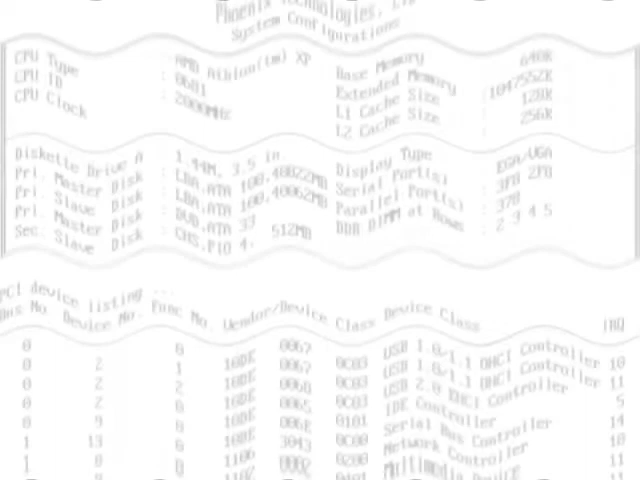 Phoenix Technologies, LTD
System Configurations
CPU Type : AMD Athlon(tm) XP Base Memory : 640K
CPU ID : 0681 Extended Memory : 1047552K
CPU Clock : 2000MHz L1 Cache Size : 128K
L2 Cache Size : 256K
Diskette Drive A : 1.44M, 3.5 in. Display Type : EGA/VGA
Pri. Master Disk : LBA,ATA 100, Serial Port(s) : 3F8 2F8
Pri. Slave Disk : LBA,ATA 100, Parallel Port(s) : 378
Sec. Master Disk : DVD,ATA 33 DDR DIMM at Rows : 2 3 4 5
Sec. Slave Disk : CHS,PIO 4, 512MB
PCI device listing ...
Bus No. Device No. Func No. Vendor/Device Class Device Class IRQ
0 2 0 10DE 0067 0C03 USB 1.0/1.1 OHCI Controller 10
0 2 1 10DE 0067 0C03 USB 1.0/1.1 OHCI Controller 11
0 2 2 10DE 0068 0C03 USB 2.0 EHCI Controller 5
0 9 0 10DE 0065 0101 IDE Controller 14
0 13 0 10DE 006E 0C00 Serial Bus Controller 10
1 0 1106 3043 0200 Network Controller 11
1 0 1102 0002 0401 Multimedia Device 11